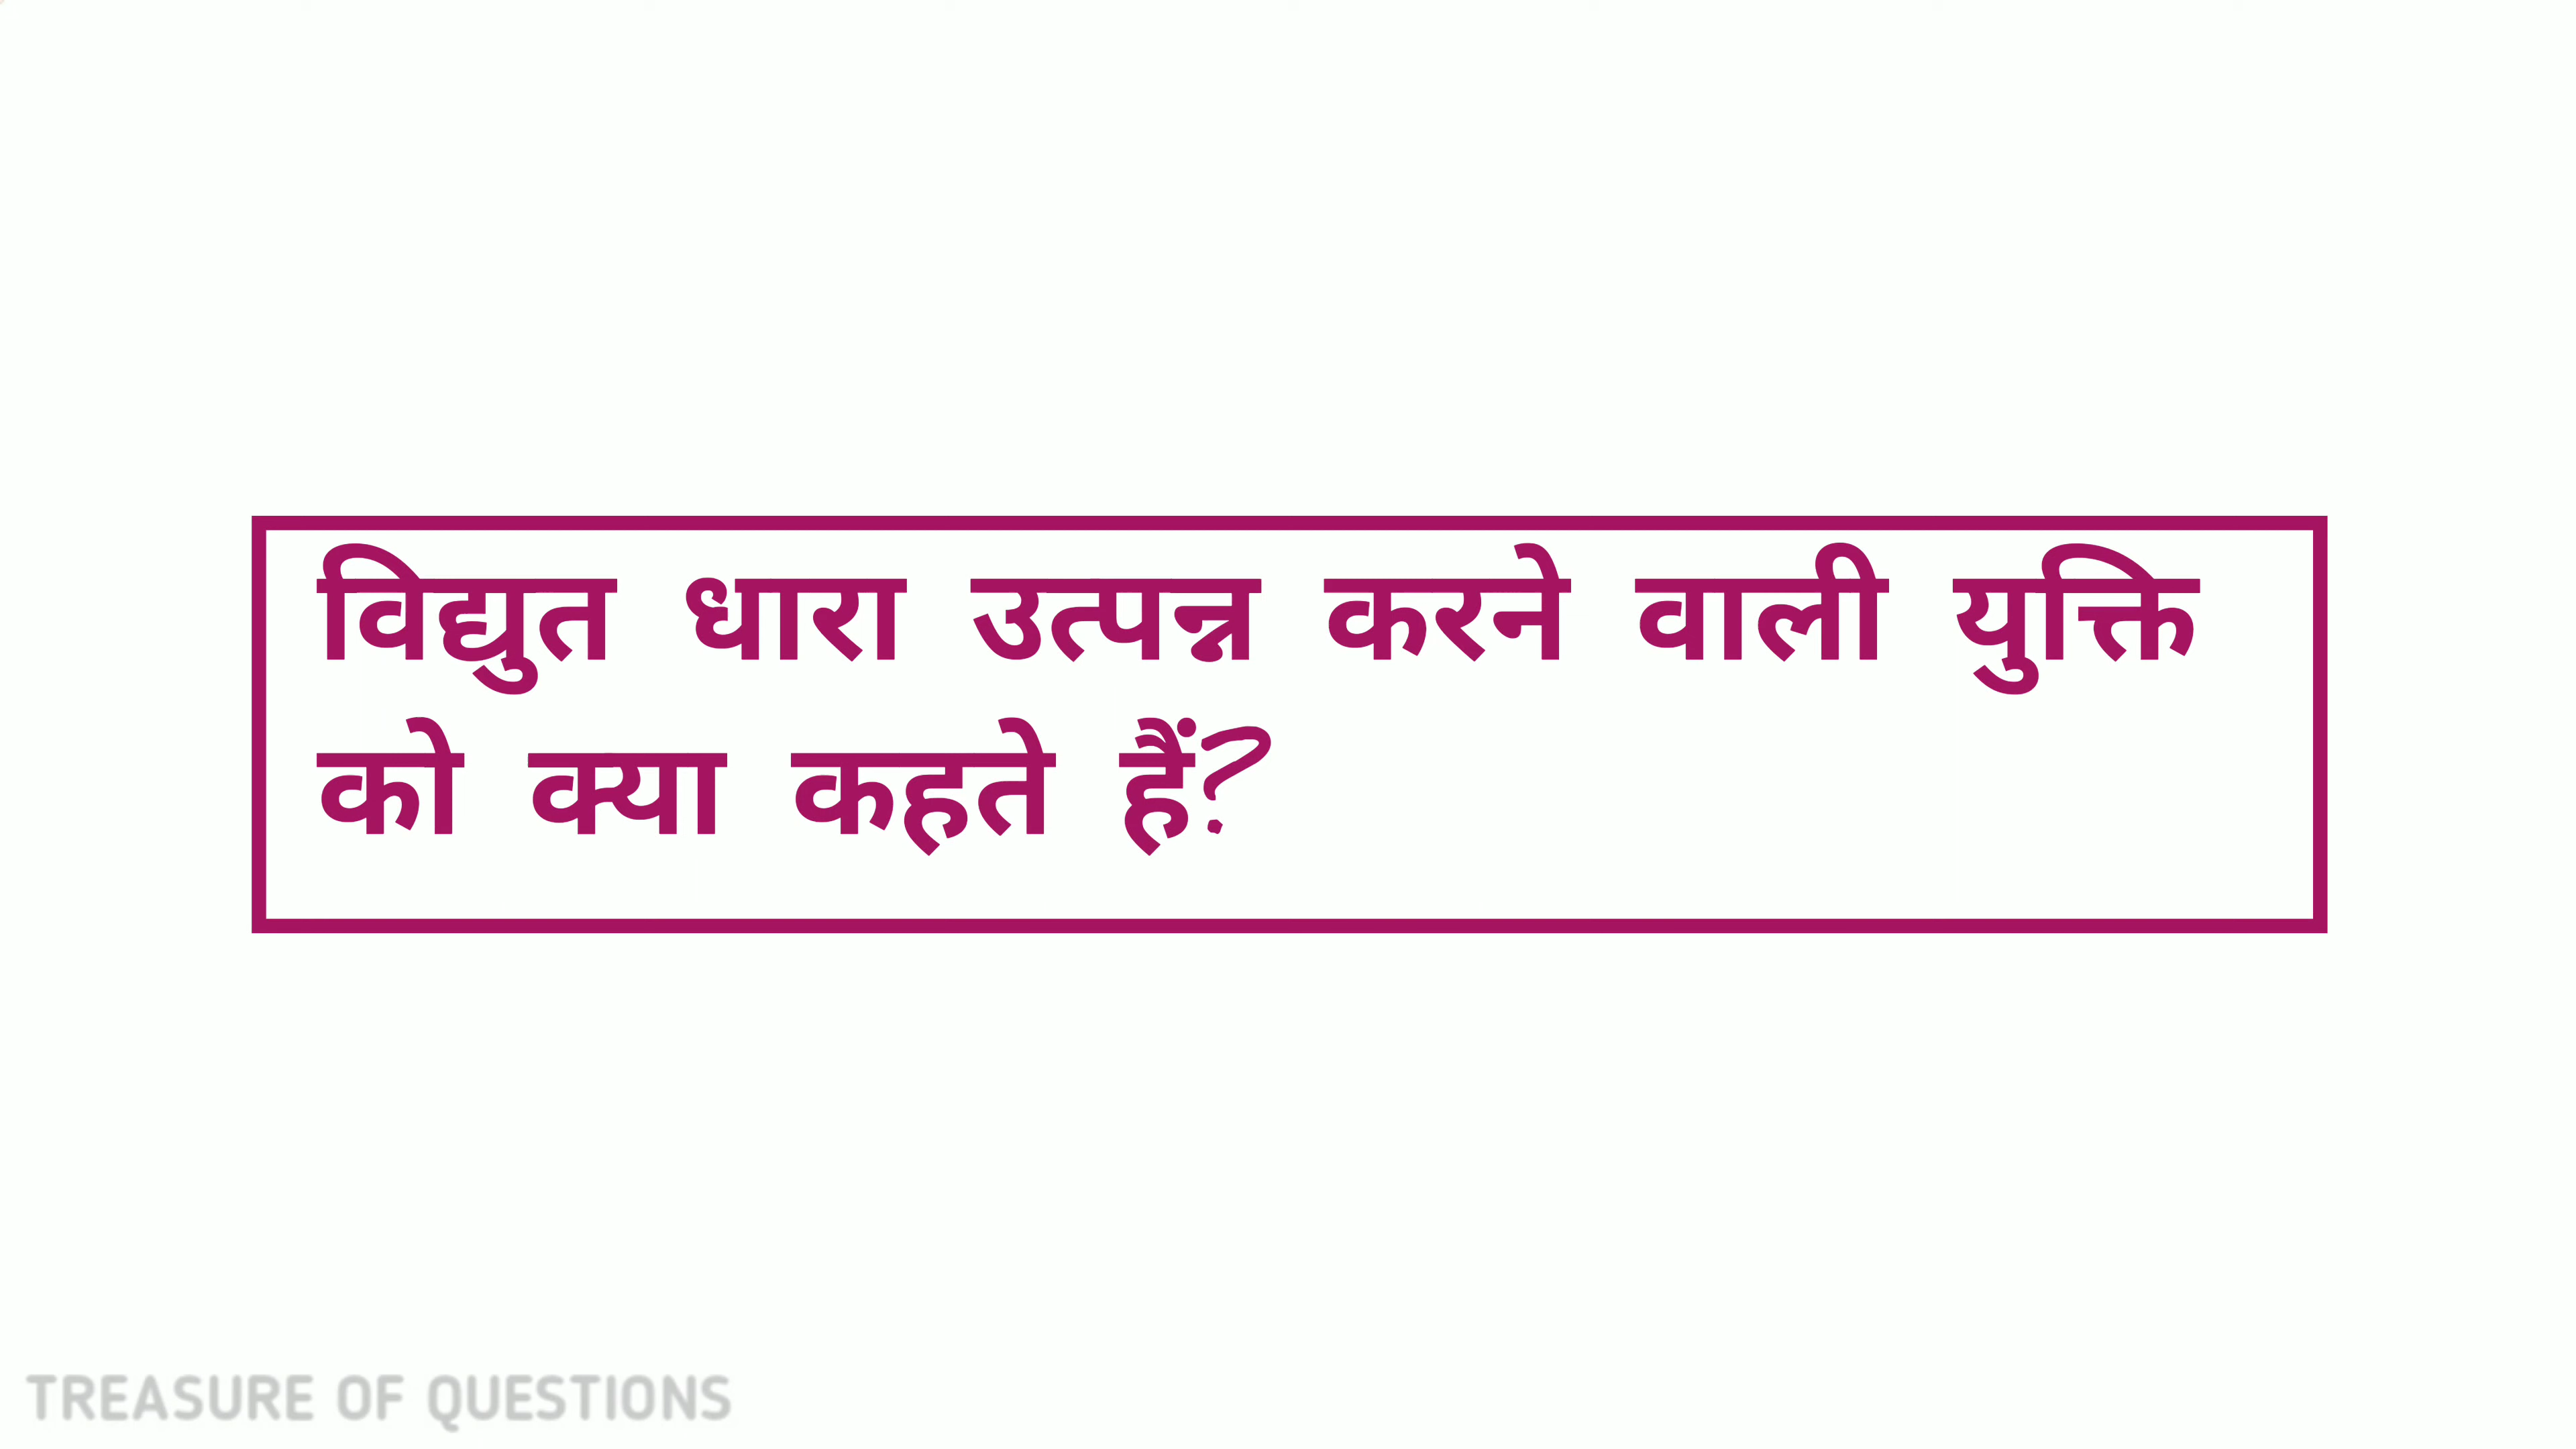 विद्युत धारा उत्पन्न करने वाली युक्ति
को क्या कहते हैं?
TREASURE OF QUESTIONS